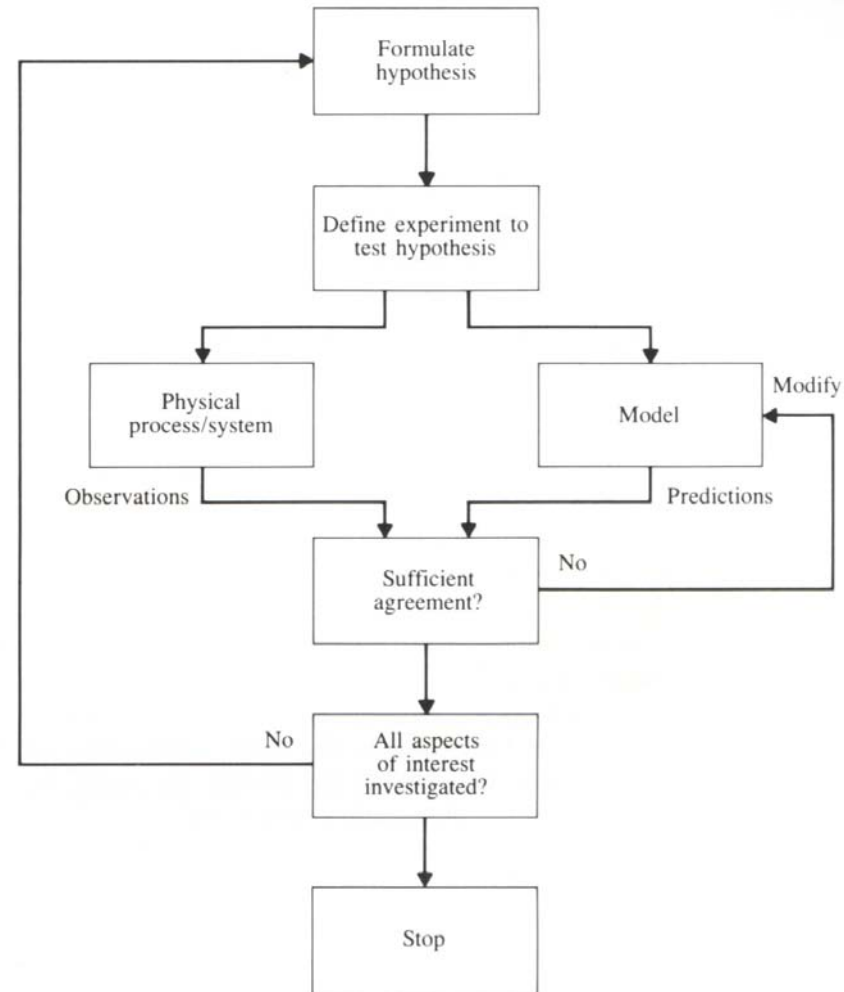 Formulate
hypothesis
Define experiment to
test hypothesis
Physical
process/system
Model
Modify
Observations
Predictions
Sufficient
agreement?
No
No
All aspects
of interest
investigated?
Stop